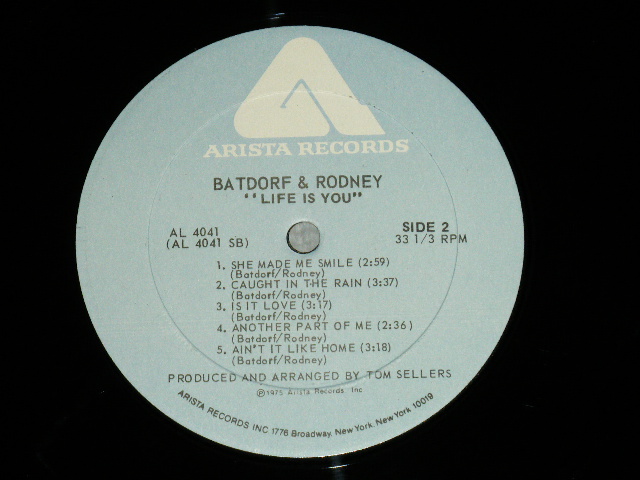 ARISTA RECORDS
BATDORF & RODNEY
"LIFE IS YOU"
AL 4041
(AL 4041 SB)
SIDE 2
33 1/3 RPM
1. SHE MADE ME SMILE (2:59)
(Batdorf/Rodney)
2. CAUGHT IN THE RAIN (3:37)
(Batdorf/Rodney)
3. IS IT LOVE (3:17)
(Batdorf/Rodney)
4. ANOTHER PART OF ME (2:36)
(Batdorf/Rodney)
5. AIN'T IT LIKE HOME (3:18)
(Batdorf/Rodney)
PRODUCED AND ARRANGED BY TOM SELLERS
℗1975 Arista Records, Inc
ARISTA RECORDS INC 1776 Broadway, New York, New York 10019